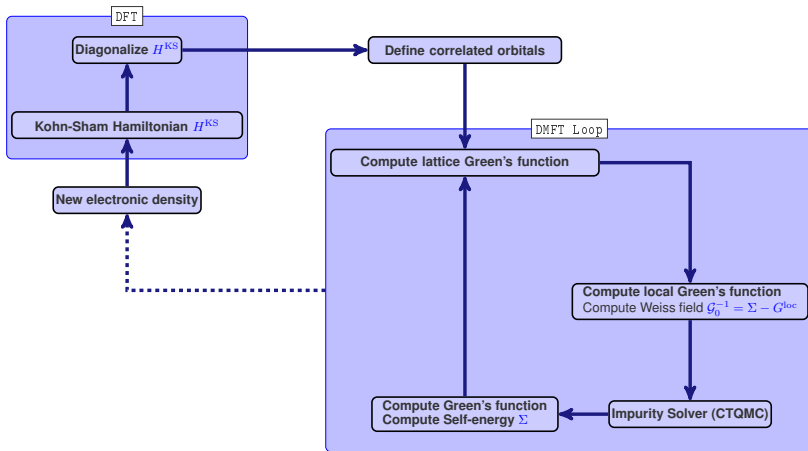 DFT
Diagonalize H^KS
Define correlated orbitals
Kohn-Sham Hamiltonian H^KS
DMFT Loop
Compute lattice Green's function
New electronic density
Compute local Green's function
Compute Weiss field 𝒢₀⁻¹ = Σ − G^loc
Compute Green's function
Compute Self-energy Σ
Impurity Solver (CTQMC)